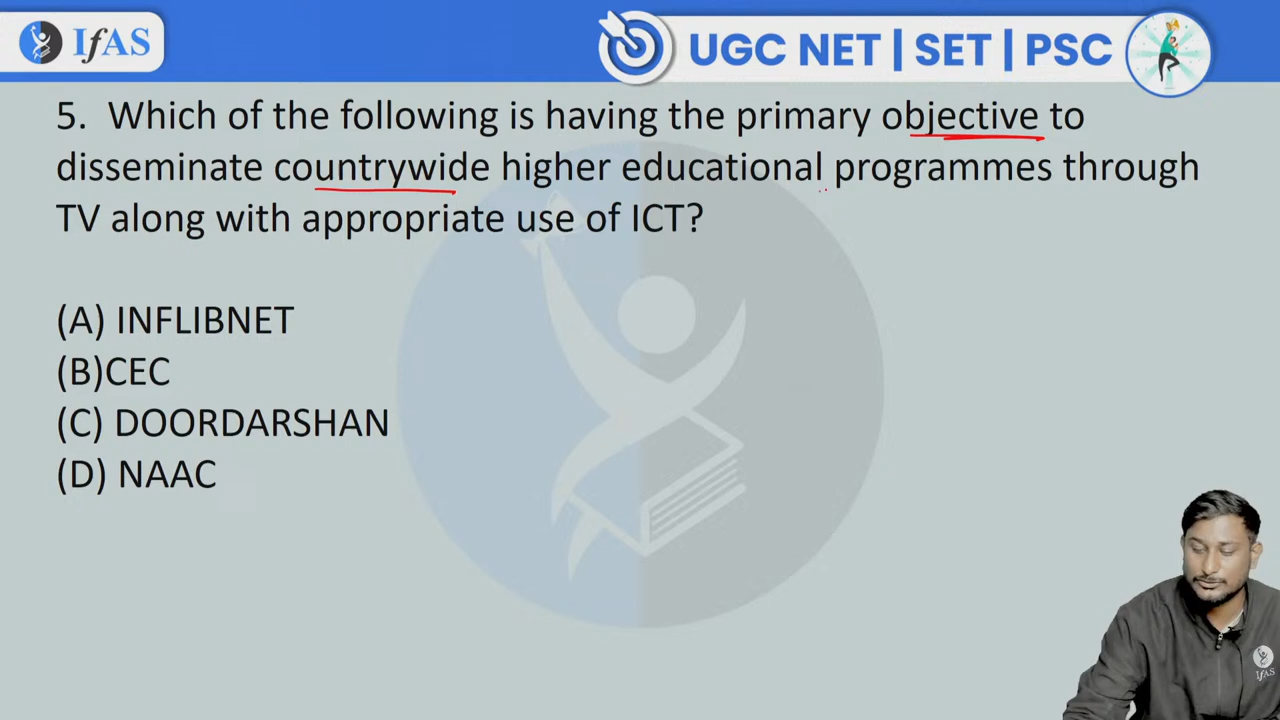 IfAS
UGC NET | SET | PSC
5. Which of the following is having the primary objective to
disseminate countrywide higher educational programmes through
TV along with appropriate use of ICT?
(A) INFLIBNET
(B)CEC
(C) DOORDARSHAN
(D) NAAC
IfAS